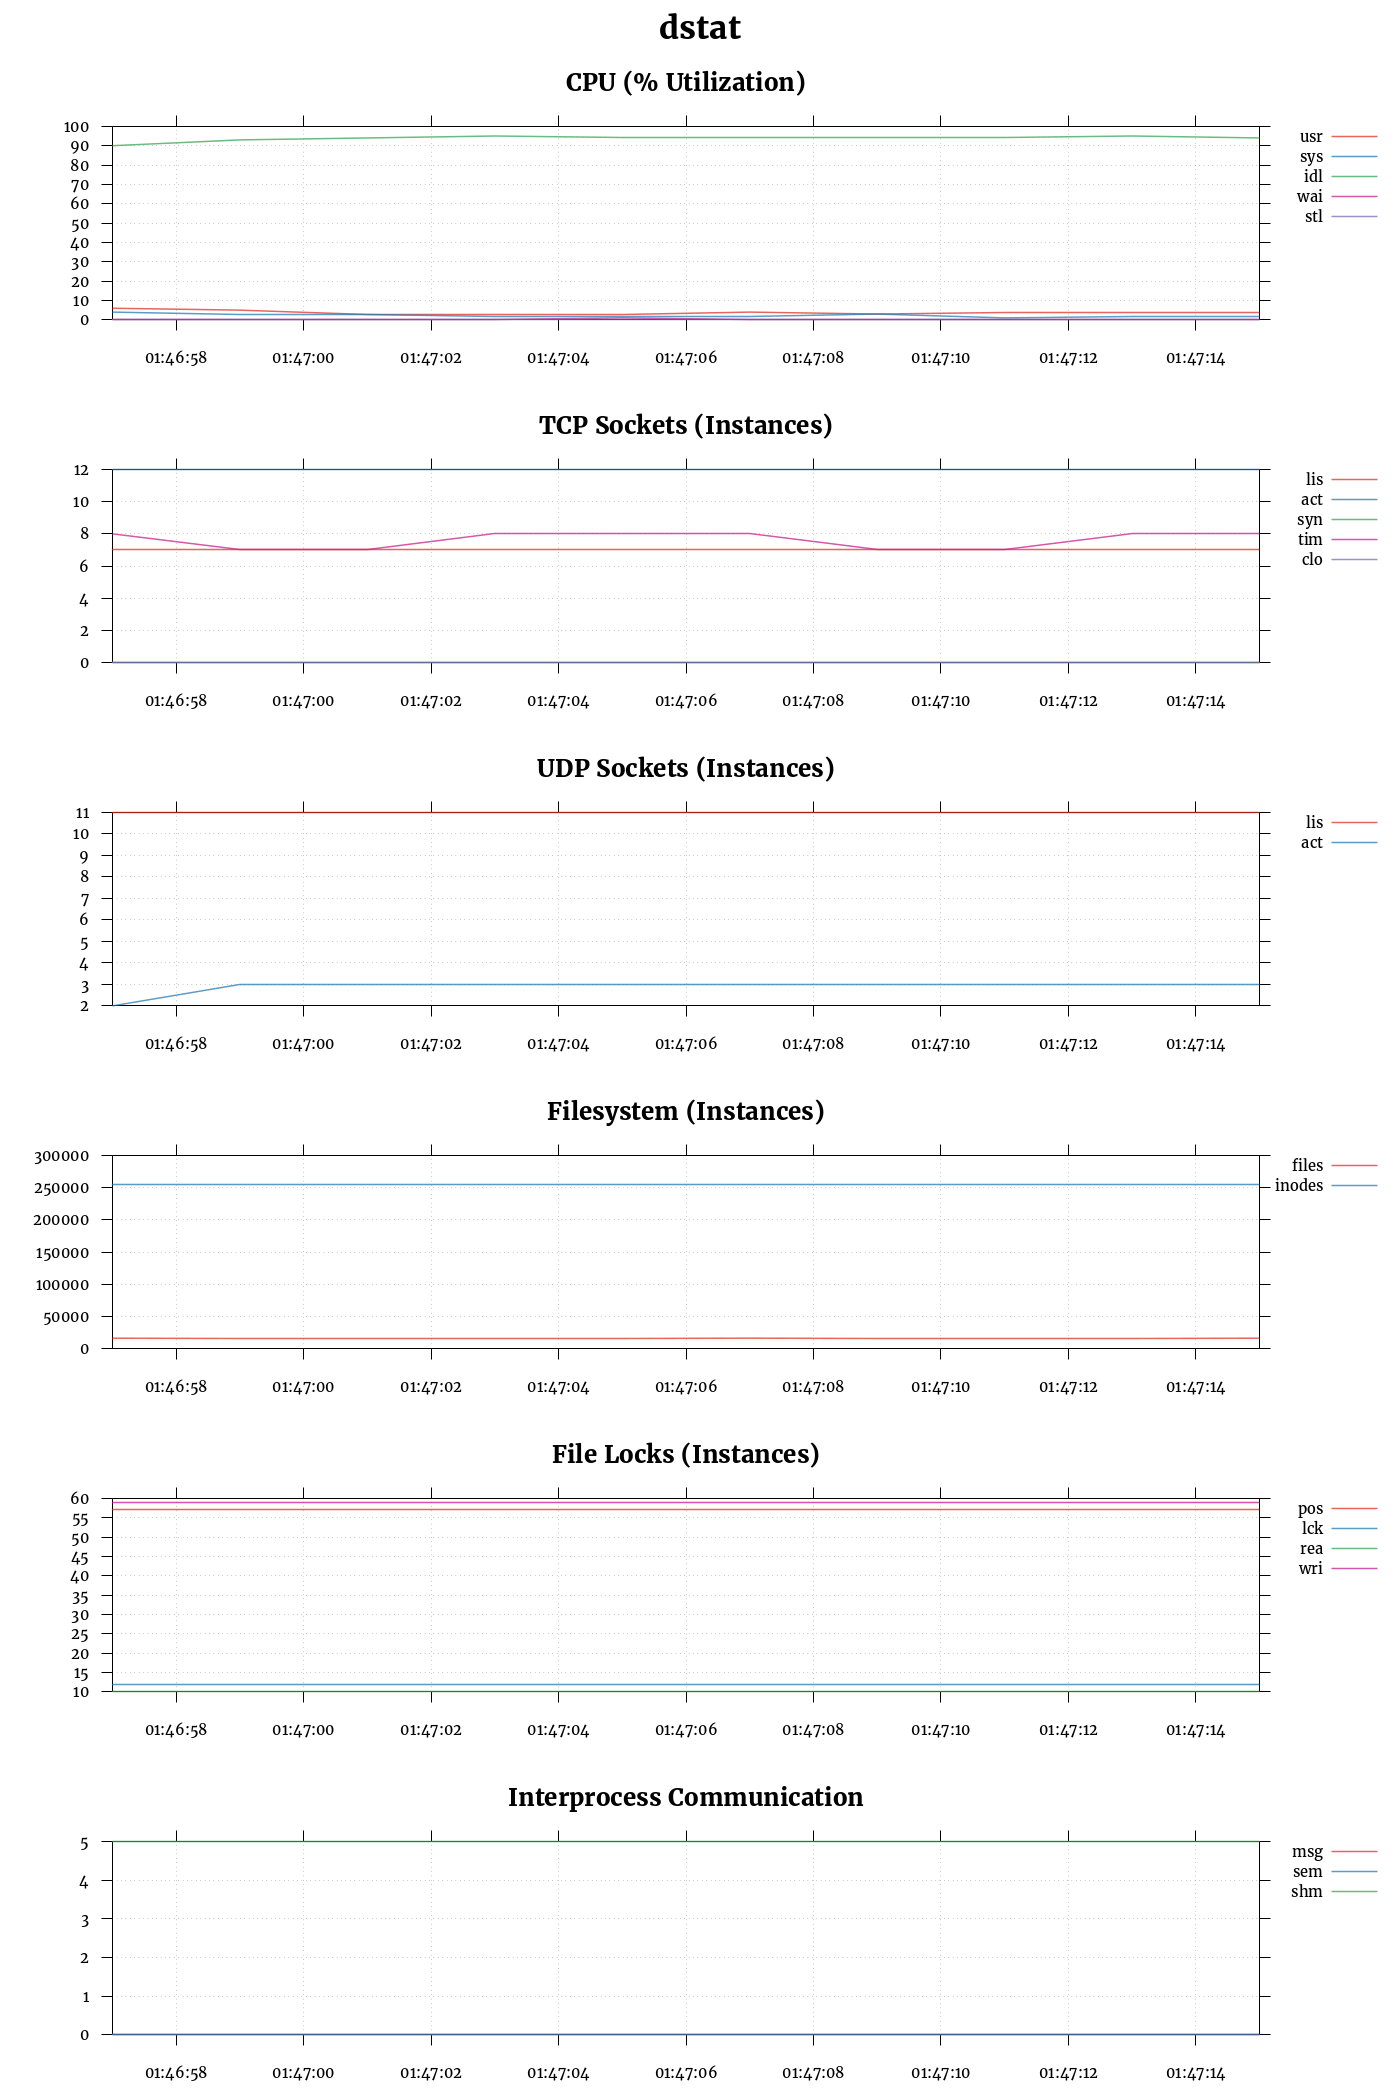 dstat
CPU (% Utilization)
100
90
80
70
60
50
40
30
20
10
0
usr
sys
idl
wai
stl
01:46:58 01:47:00 01:47:02 01:47:04 01:47:06 01:47:08 01:47:10 01:47:12 01:47:14
TCP Sockets (Instances)
12
10
8
6
4
2
0
lis
act
syn
tim
clo
01:46:58 01:47:00 01:47:02 01:47:04 01:47:06 01:47:08 01:47:10 01:47:12 01:47:14
UDP Sockets (Instances)
11
10
9
8
7
6
5
4
3
2
lis
act
01:46:58 01:47:00 01:47:02 01:47:04 01:47:06 01:47:08 01:47:10 01:47:12 01:47:14
Filesystem (Instances)
300000
250000
200000
150000
100000
50000
0
files
inodes
01:46:58 01:47:00 01:47:02 01:47:04 01:47:06 01:47:08 01:47:10 01:47:12 01:47:14
File Locks (Instances)
60
55
50
45
40
35
30
25
20
15
10
pos
lck
rea
wri
01:46:58 01:47:00 01:47:02 01:47:04 01:47:06 01:47:08 01:47:10 01:47:12 01:47:14
Interprocess Communication
5
4
3
2
1
0
msg
sem
shm
01:46:58 01:47:00 01:47:02 01:47:04 01:47:06 01:47:08 01:47:10 01:47:12 01:47:14